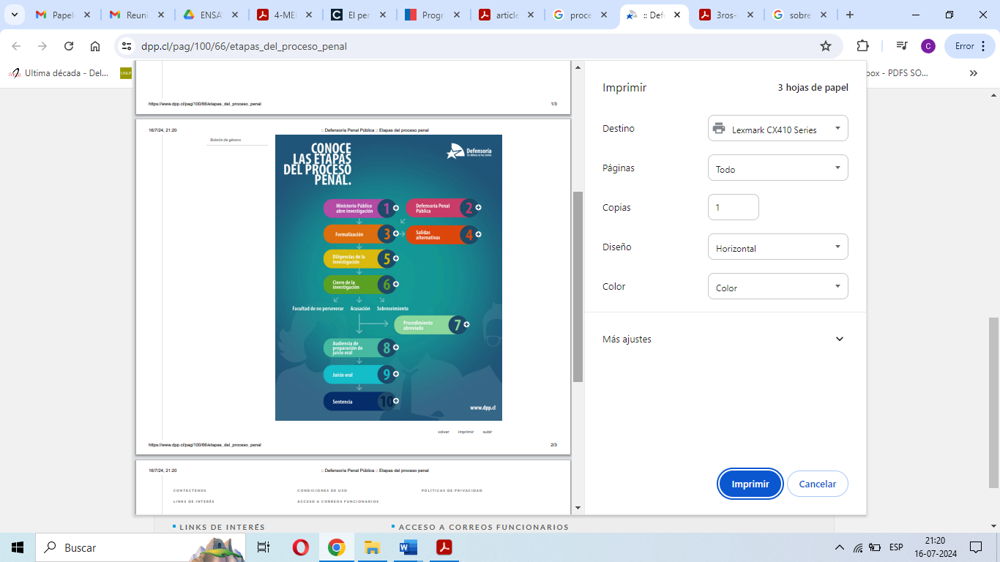 Papel
Reuni
ENSA
4-MEI
El per
Progr
article
proce
:: Defe
3ros-
sobre
dpp.cl/pag/100/66/etapas_del_proceso_penal
C
Error
Ultima década - Del...
UNLP
box - PDFS SO...
https://www.dpp.cl/pag/100/66/etapas_del_proceso_penal 1/3
16/7/24, 21:20 :: Defensoría Penal Pública :: Etapas del proceso penal
Boletín de género
CONOCE
LAS ETAPAS
DEL PROCESO
PENAL.
Defensoría
Sin defensa no hay Justicia
Ministerio Público
abre investigación
1
Defensoría Penal
Pública
2
Formalización 3
Salidas
alternativas
4
Diligencias de la
investigación
5
Cierre de la
investigación
6
Facultad de no perseverar Acusación Sobreseimiento
Procedimiento
abreviado
7
Audiencia de
preparación de
juicio oral
8
Juicio oral 9
Sentencia 10
www.dpp.cl
volver imprimir subir
https://www.dpp.cl/pag/100/66/etapas_del_proceso_penal 2/3
16/7/24, 21:20 :: Defensoría Penal Pública :: Etapas del proceso penal
CONTÁCTENOS CONDICIONES DE USO POLÍTICAS DE PRIVACIDAD
LINKS DE INTERÉS ACCESO A CORREOS FUNCIONARIOS
Imprimir 3 hojas de papel
Destino Lexmark CX410 Series
Páginas Todo
Copias 1
Diseño Horizontal
Color Color
Más ajustes
Imprimir Cancelar
LINKS DE INTERÉS ACCESO A CORREOS FUNCIONARIOS
Buscar
ESP
21:20
16-07-2024